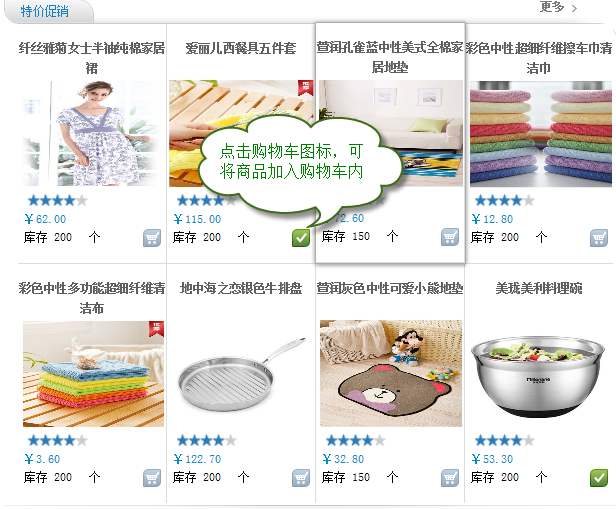 特价促销
更多 >
纤丝雅菊女士半袖纯棉家居
裙
爱丽儿西餐具五件套
萱润孔雀蓝中性美式全棉家
居地垫
彩色中性超细纤维擦车巾清
洁巾
点击购物车图标，可
将商品加入购物车内
￥62.00
￥115.00
72.60
￥12.80
库存 200 个
库存 200 个
库存 150 个
库存 200 个
彩色中性多功能超细纤维清
洁布
地中海之恋银色牛排盘
萱润灰色中性可爱小熊地垫
美珑美利料理碗
￥3.60
￥122.70
￥32.80
￥53.30
库存 200 个
库存 200 个
库存 150 个
库存 200 个